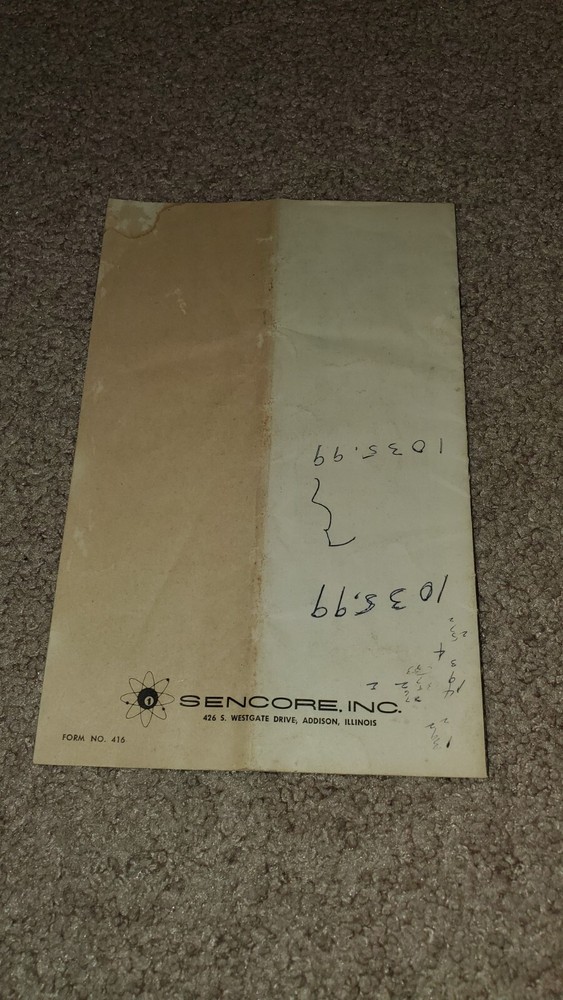 1035.99
1035.99
SENCORE, INC.
426 S. WESTGATE DRIVE, ADDISON, ILLINOIS
FORM NO. 416